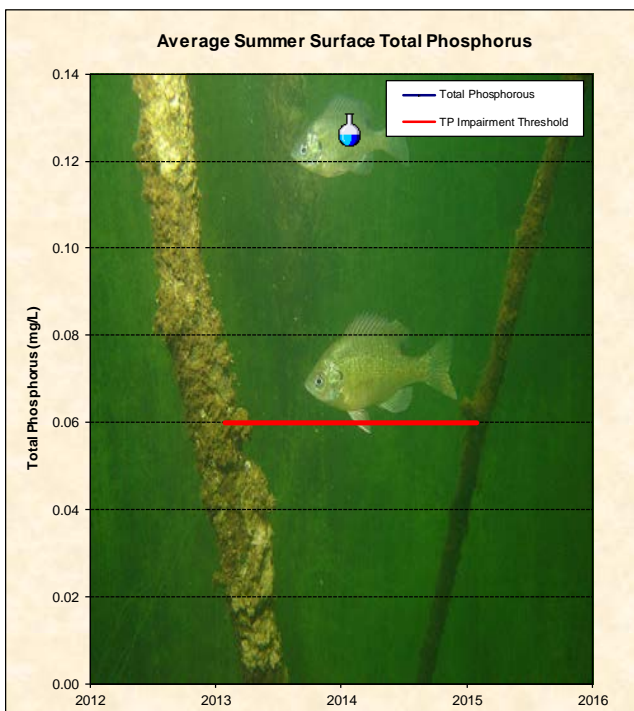 Average Summer Surface Total Phosphorus
0.14
Total Phosphorous
TP Impairment Threshold
0.12
0.10
0.08
Total Phosphorus (mg/L)
0.06
0.04
0.02
0.00
2012 2013 2014 2015 2016